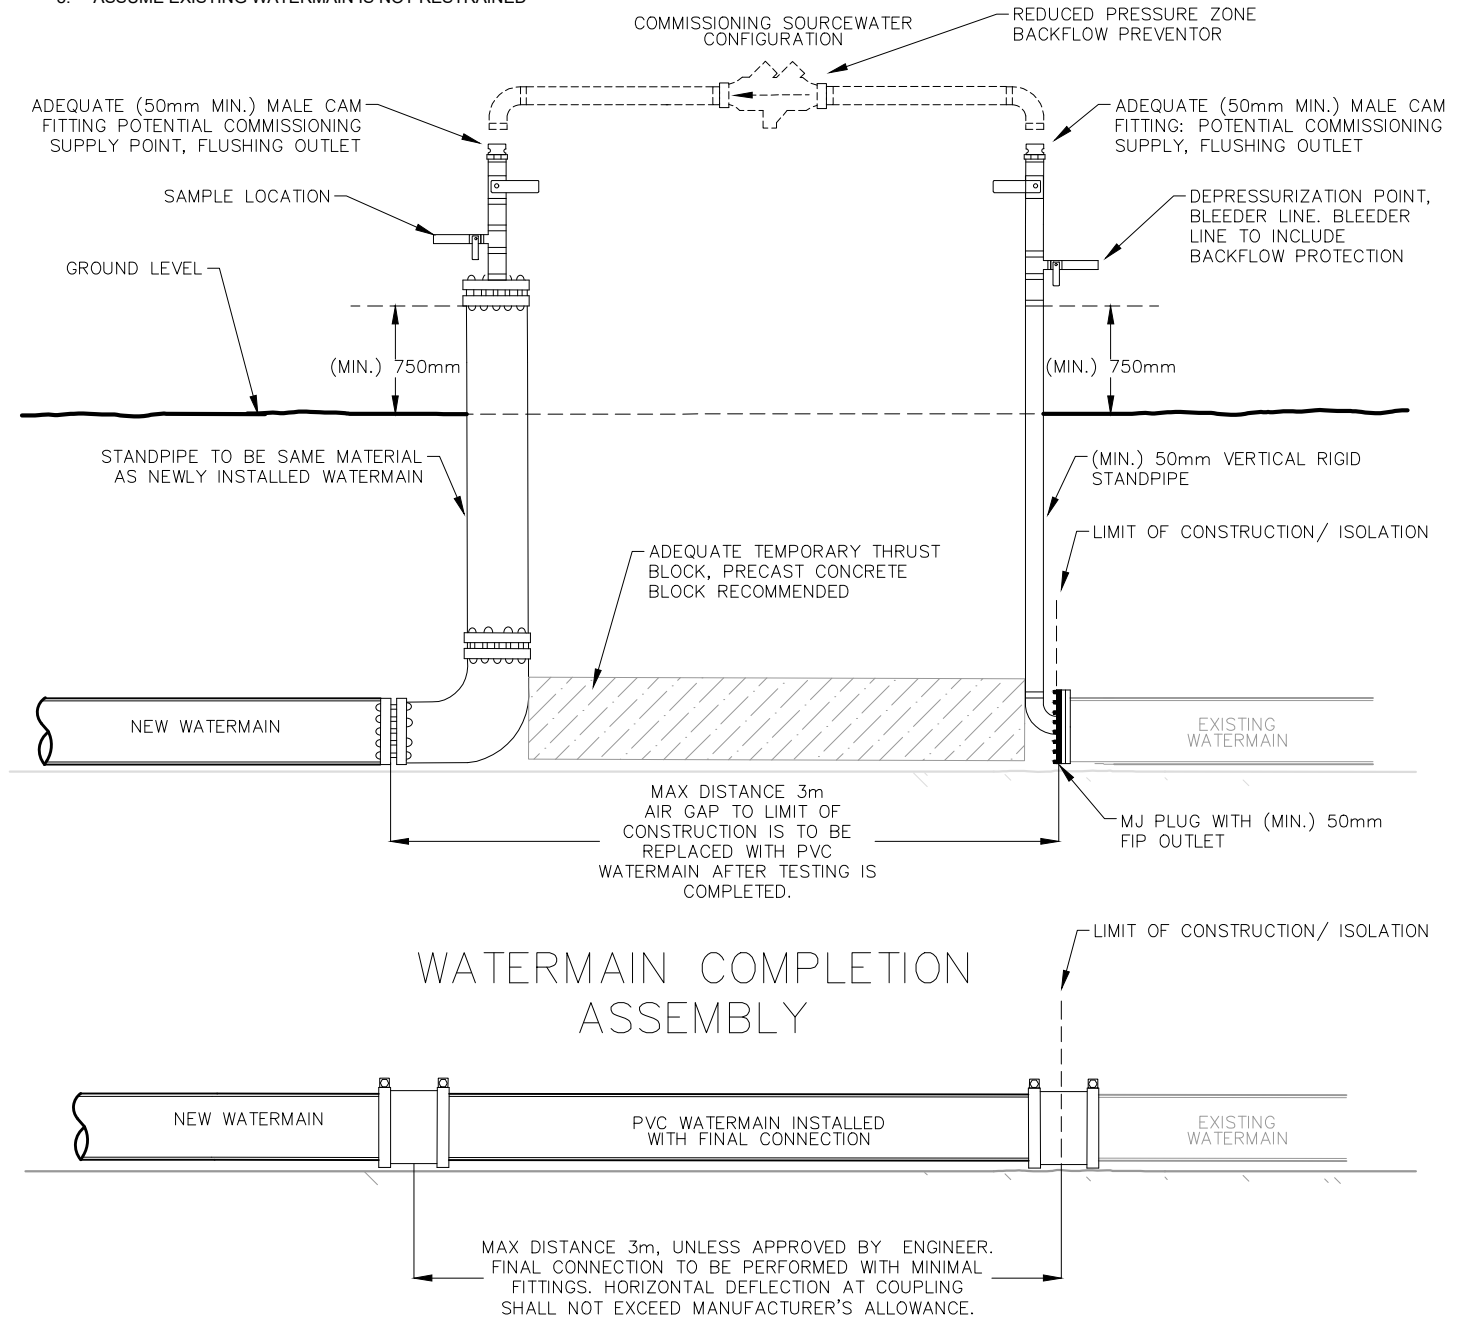 ASSUME EXISTING WATERMAIN IS NOT RESTRAINED
COMMISSIONING SOURCEWATER
CONFIGURATION
REDUCED PRESSURE ZONE
BACKFLOW PREVENTOR
ADEQUATE (50mm MIN.) MALE CAM
FITTING POTENTIAL COMMISSIONING
SUPPLY POINT, FLUSHING OUTLET
ADEQUATE (50mm MIN.) MALE CAM
FITTING: POTENTIAL COMMISSIONING
SUPPLY, FLUSHING OUTLET
SAMPLE LOCATION
DEPRESSURIZATION POINT,
BLEEDER LINE. BLEEDER
LINE TO INCLUDE
BACKFLOW PROTECTION
GROUND LEVEL
(MIN.) 750mm
(MIN.) 750mm
STANDPIPE TO BE SAME MATERIAL
AS NEWLY INSTALLED WATERMAIN
(MIN.) 50mm VERTICAL RIGID
STANDPIPE
LIMIT OF CONSTRUCTION/ ISOLATION
ADEQUATE TEMPORARY THRUST
BLOCK, PRECAST CONCRETE
BLOCK RECOMMENDED
NEW WATERMAIN
EXISTING
WATERMAIN
MAX DISTANCE 3m
AIR GAP TO LIMIT OF
CONSTRUCTION IS TO BE
REPLACED WITH PVC
WATERMAIN AFTER TESTING IS
COMPLETED.
MJ PLUG WITH (MIN.) 50mm
FIP OUTLET
LIMIT OF CONSTRUCTION/ ISOLATION
WATERMAIN COMPLETION
ASSEMBLY
NEW WATERMAIN
PVC WATERMAIN INSTALLED
WITH FINAL CONNECTION
EXISTING
WATERMAIN
MAX DISTANCE 3m, UNLESS APPROVED BY ENGINEER.
FINAL CONNECTION TO BE PERFORMED WITH MINIMAL
FITTINGS. HORIZONTAL DEFLECTION AT COUPLING
SHALL NOT EXCEED MANUFACTURER'S ALLOWANCE.